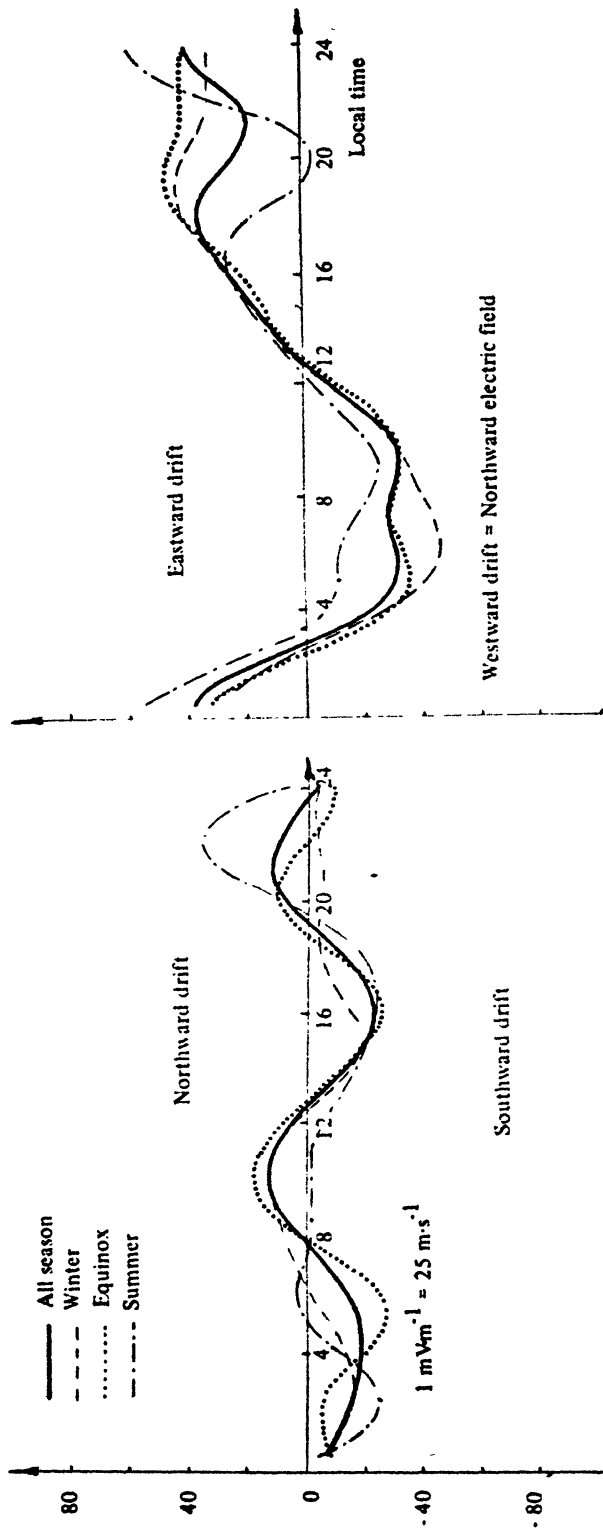 All season
Winter
Equinox
Summer
80
40
0
- 40
- 80
Northward drift
4
8
12
16
20
24
1 mV·m⁻¹ = 25 m·s⁻¹
Southward drift
Eastward drift
4
8
12
16
20
24
Local time
Westward drift = Northward electric field